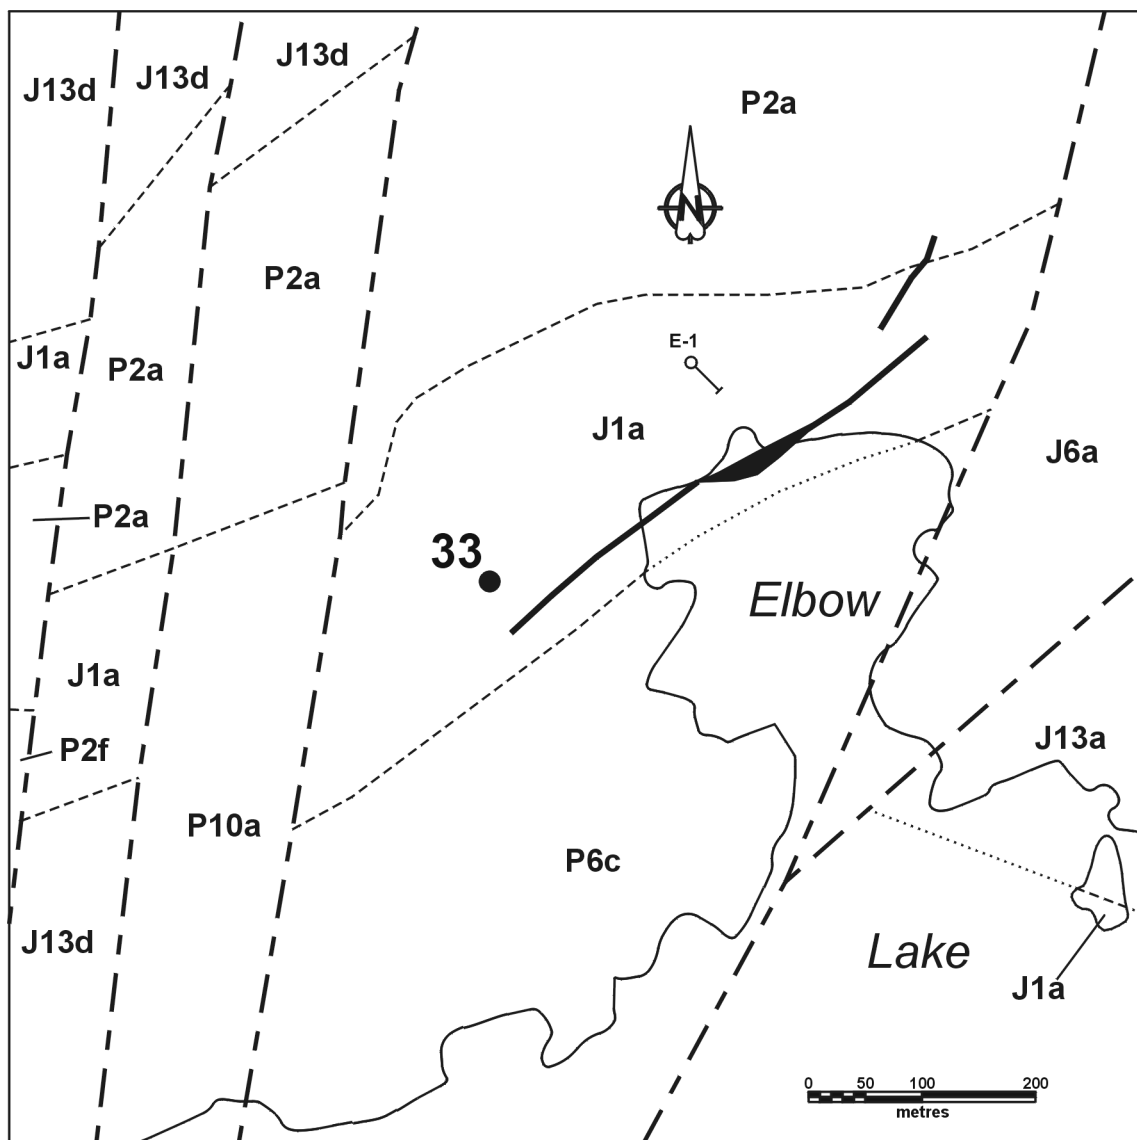 J13d
J13d
J13d
P2a
N
P2a
E-1
J1a
P2a
J1a
J6a
P2a
33
Elbow
J1a
P2f
J13a
P10a
P6c
J13d
Lake
J1a
0 50 100 200
metres